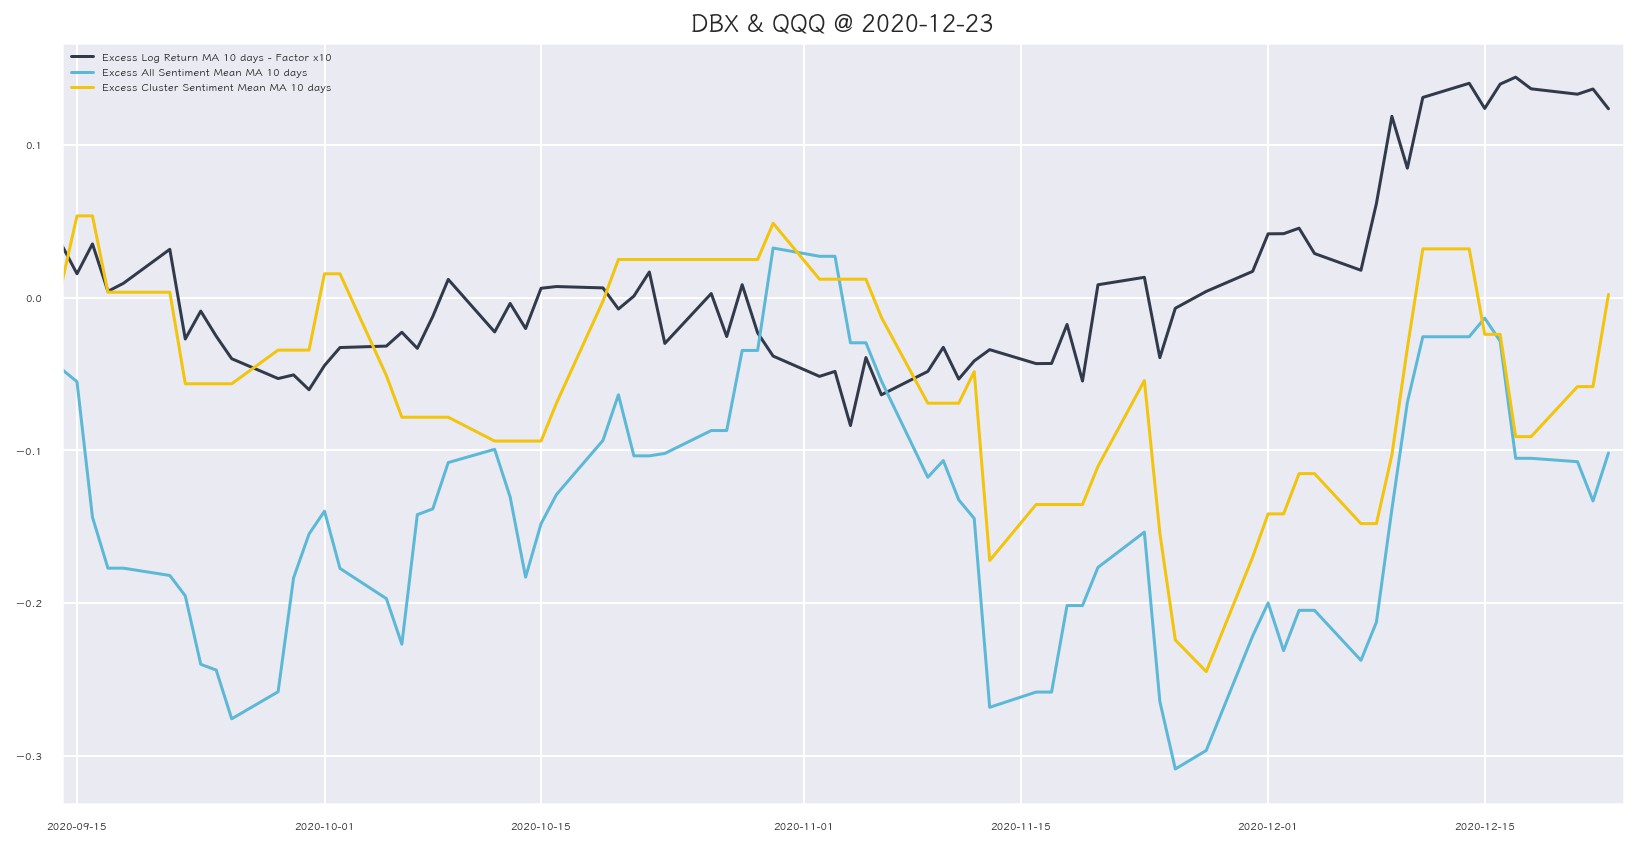 DBX & QQQ @ 2020-12-23
Excess Log Return MA 10 days - Factor x10
Excess All Sentiment Mean MA 10 days
Excess Cluster Sentiment Mean MA 10 days
0.1
0.0
−0.1
−0.2
−0.3
2020-09-15 2020-10-01 2020-10-15 2020-11-01 2020-11-15 2020-12-01 2020-12-15